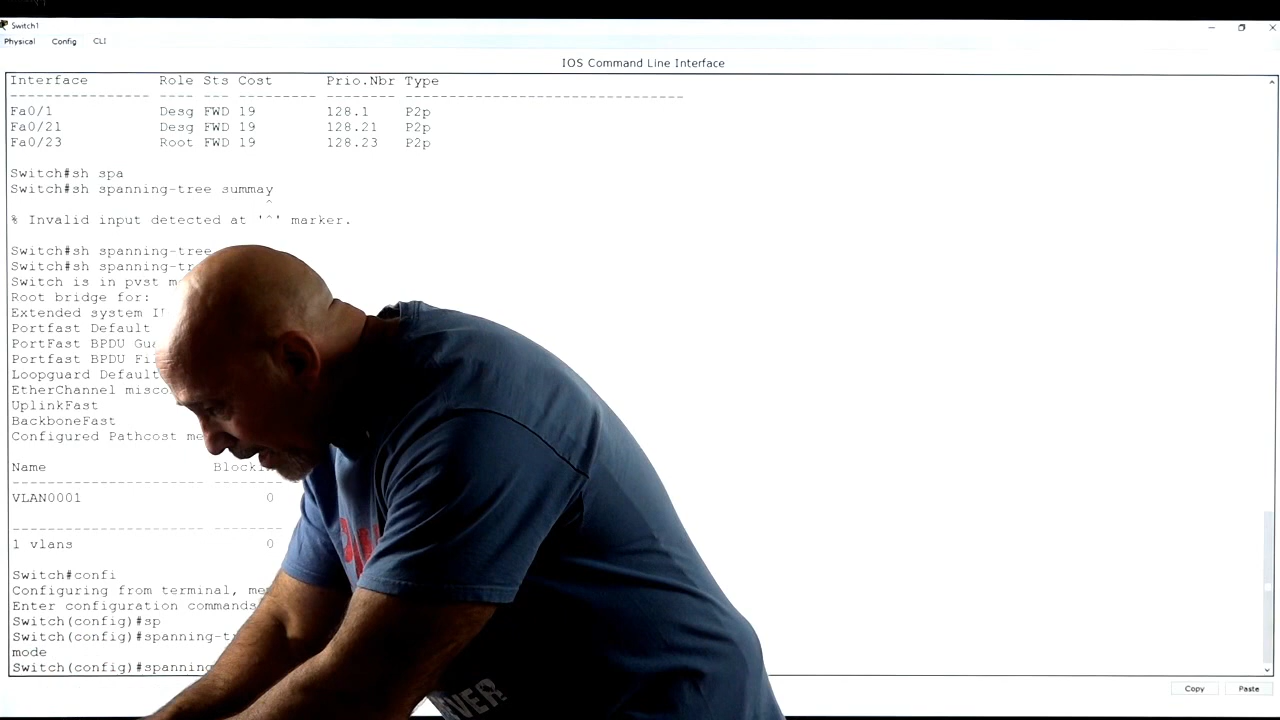 Switch1
Physical Config CLI
IOS Command Line Interface
Interface Role Sts Cost Prio.Nbr Type
---------------- ---- --- --------- -------- --------------------------------
Fa0/1 Desg FWD 19 128.1 P2p
Fa0/21 Desg FWD 19 128.21 P2p
Fa0/23 Root FWD 19 128.23 P2p
Switch#sh spa
Switch#sh spanning-tree summay
^
% Invalid input detected at '^' marker.
Switch#sh spanning-tree
Switch#sh spanning-tr
Switch is in pvst m
Root bridge for:
Extended system I
Portfast Default
PortFast BPDU Gu
Portfast BPDU Fi
Loopguard Default
EtherChannel misco
UplinkFast
BackboneFast
Configured Pathcost me
Name Blocki
VLAN0001 0
1 vlans 0
Switch#confi
Configuring from terminal, me
Enter configuration commands
Switch(config)#sp
Switch(config)#spanning-t
mode
Switch(config)#spanning
VER
Copy Paste